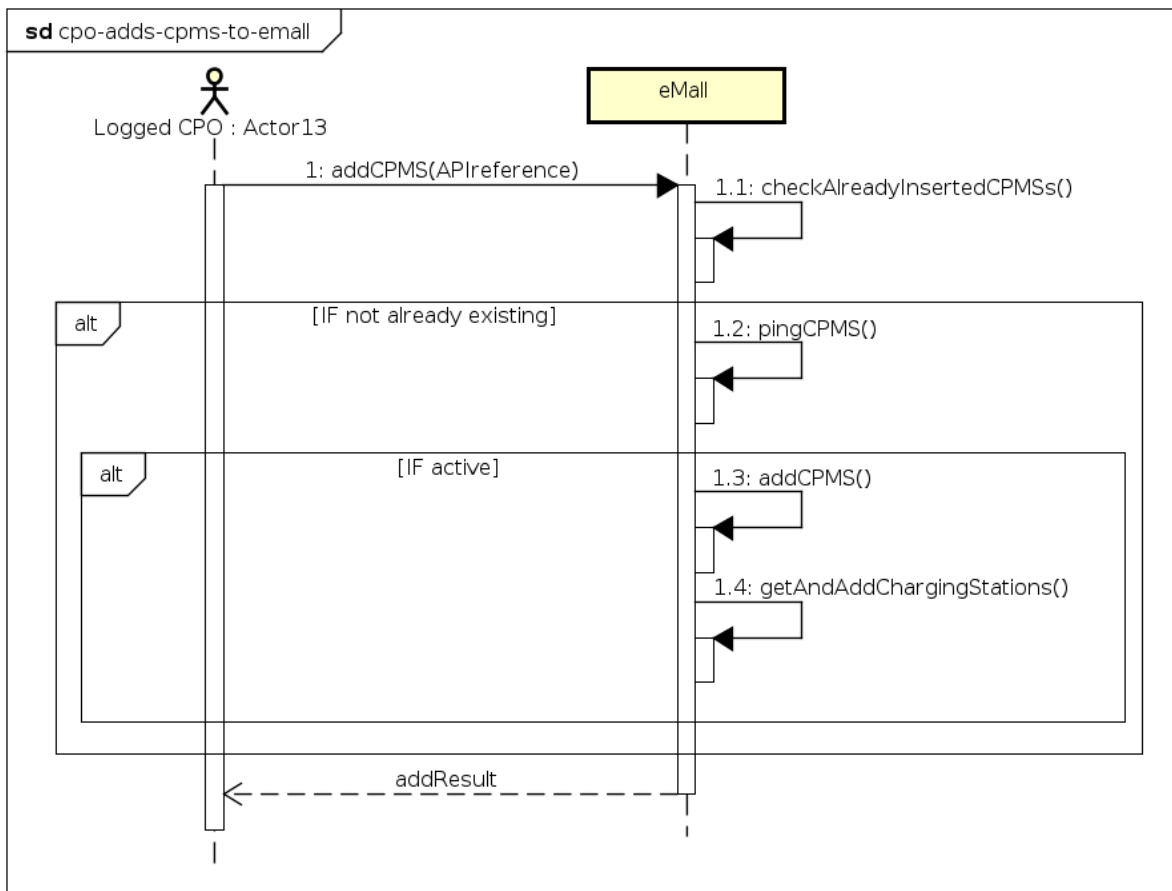 sd cpo-adds-cpms-to-emall
eMall
Logged CPO : Actor13
1: addCPMS(APIreference)
1.1: checkAlreadyInsertedCPMSs()
alt
[IF not already existing]
1.2: pingCPMS()
alt
[IF active]
1.3: addCPMS()
1.4: getAndAddChargingStations()
addResult